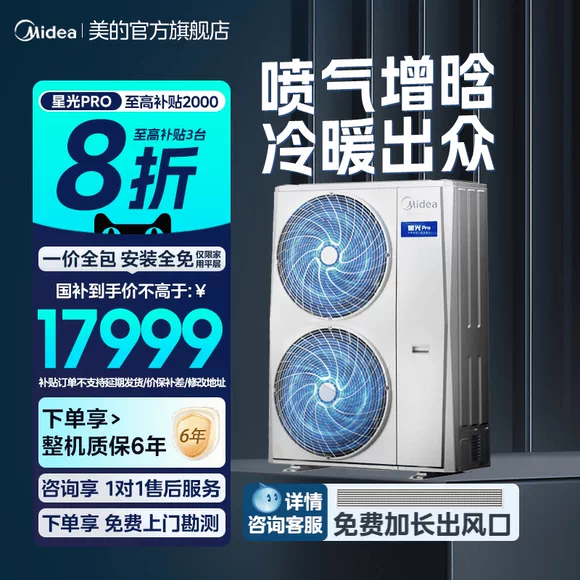 Midea 美的官方旗舰店
星光PRO 至高补贴2000
至高补贴3台
8折
一价全包 安装全免 仅限家用平层
国补到手价不高于:¥
17999
补贴订单不支持延期发货/价保补差/修改地址
下单享>
整机质保6年
6年
咨询享 1对1售后服务
下单享 免费上门勘测
喷气增晗
冷暖出众
Midea
星光Pro
详情
咨询客服
免费加长出风口